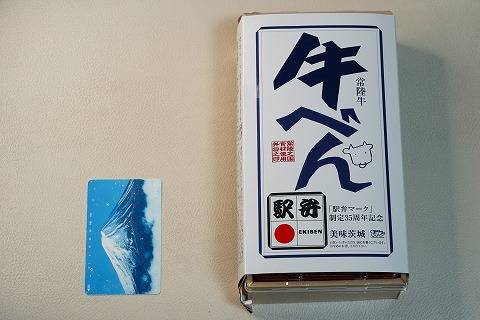 牛べん
常陸牛
駅弁
EKIBEN
「駅弁マーク」
制定35周年記念
美味茨城